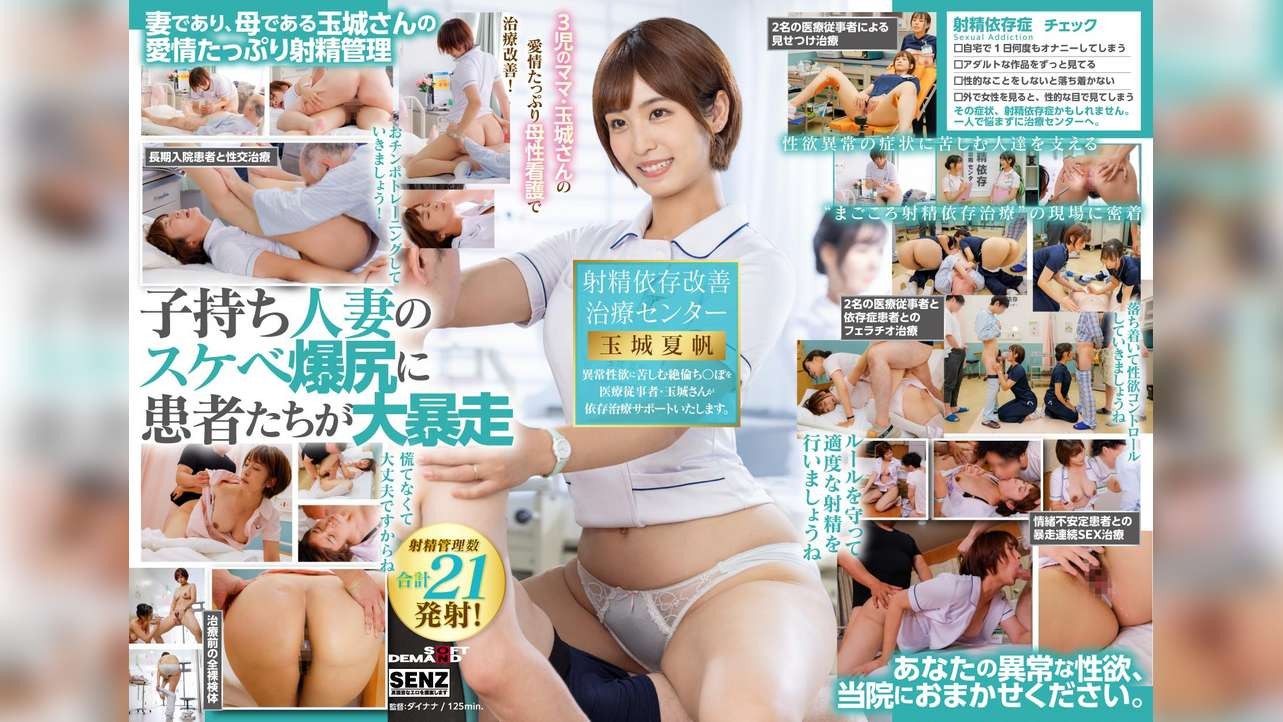 妻であり、母である玉城さんの
愛情たっぷり射精管理
3児のママ・玉城さんの
愛情たっぷり母性看護で
治療改善！
おチンポトレーニングして
いきましょう！
長期入院患者と性交治療
子持ち人妻の
スケベ爆尻に
患者たちが大暴走
慌てなくて
大丈夫ですからね
治療前の全裸検体
射精管理数
合計21
発射！
SOFT
ON
DEMAND
SENZ
監督:ダイナナ / 125min.
射精依存改善
治療センター
玉城夏帆
異常性欲に苦しむ絶倫ち〇ぽを
医療従事者・玉城さんが
依存治療サポートいたします。
2名の医療従事者による
見せつけ治療
射精依存症 チェック
Sexual Addiction
□自宅で1日何度もオナニーしてしまう
□アダルトな作品をずっと見てる
□性的なことをしないと落ち着かない
□外で女性を見ると、性的な目で見てしまう
その症状、射精依存症かもしれません。
一人で悩まずに治療センターへ。
性欲異常の症状に苦しむ人達を支える
“まごころ射精依存治療”の現場に密着
2名の医療従事者と
依存症患者との
フェラチオ治療
落ち着いて性欲コントロール
していきましょうね
ルールを守って
適度な射精を
行いましょうね
情緒不安定患者との
暴走連続SEX治療
あなたの異常な性欲、
当院におまかせください。